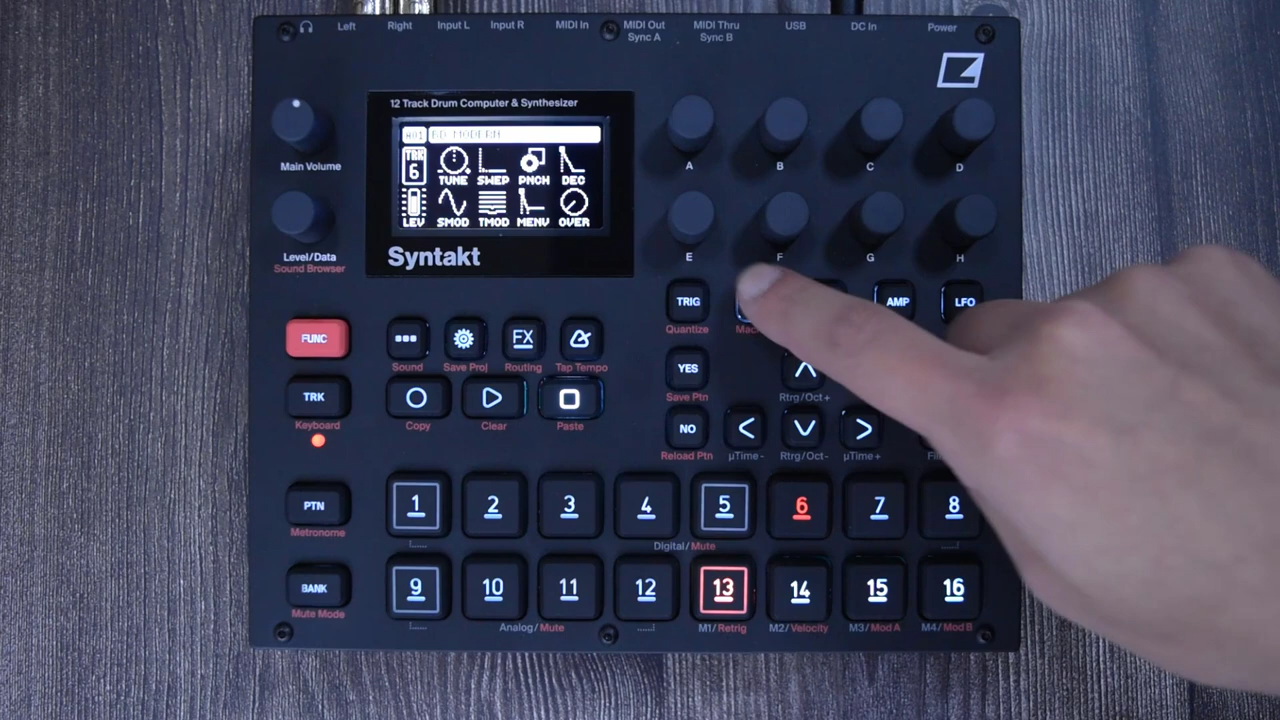 Left Right Input L Input R MIDI In MIDI Out MIDI Thru USB DC In Power
Sync A Sync B
12 Track Drum Computer & Synthesizer
A01 BD MODERN
TRK TUNE SWEP PNCH DEC
6
LEV SMOD TMOD MENV OVER
Syntakt
Main Volume
Level/Data
Sound Browser
A B C D
E F G H
TRIG AMP LFO
Quantize
FUNC FX
Sound Save Proj Routing Tap Tempo
YES
Save Ptn Rtrg/Oct+
TRK
Keyboard Copy Clear Paste
NO < >
Reload Ptn µTime- Rtrg/Oct- µTime+
PTN 1 2 3 4 5 6 7 8
Metronome
Digital/Mute
BANK 9 10 11 12 13 14 15 16
Mute Mode
Analog/Mute M1/Retrig M2/Velocity M3/Mod A M4/Mod B